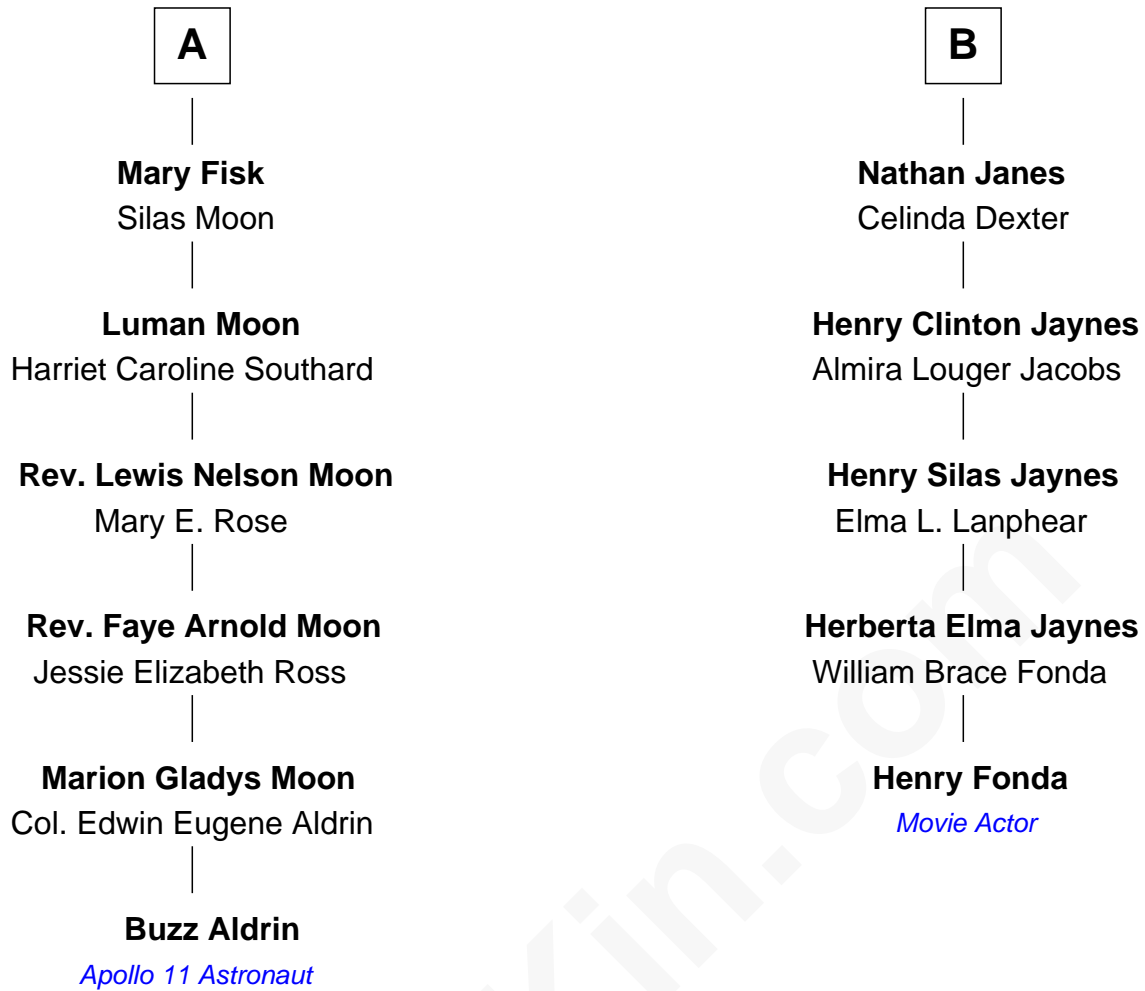 A
Mary Fisk
Silas Moon
Luman Moon
Harriet Caroline Southard
Rev. Lewis Nelson Moon
Mary E. Rose
Rev. Faye Arnold Moon
Jessie Elizabeth Ross
Marion Gladys Moon
Col. Edwin Eugene Aldrin
Buzz Aldrin
Apollo 11 Astronaut
B
Nathan Janes
Celinda Dexter
Henry Clinton Jaynes
Almira Louger Jacobs
Henry Silas Jaynes
Elma L. Lanphear
Herberta Elma Jaynes
William Brace Fonda
Henry Fonda
Movie Actor
Kin.com